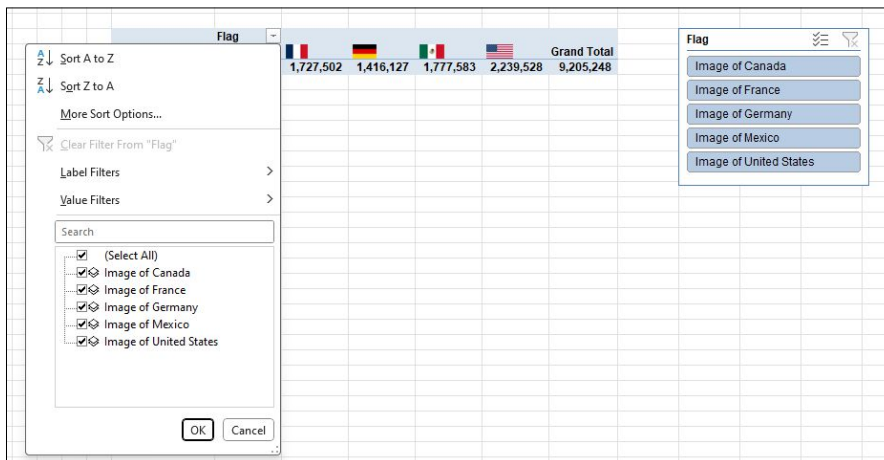 Flag
Grand Total
1,727,502 1,416,127 1,777,583 2,239,528 9,205,248
Sort A to Z
Sort Z to A
More Sort Options...
Clear Filter From "Flag"
Label Filters
Value Filters
Search
(Select All)
Image of Canada
Image of France
Image of Germany
Image of Mexico
Image of United States
OK Cancel
Flag
Image of Canada
Image of France
Image of Germany
Image of Mexico
Image of United States